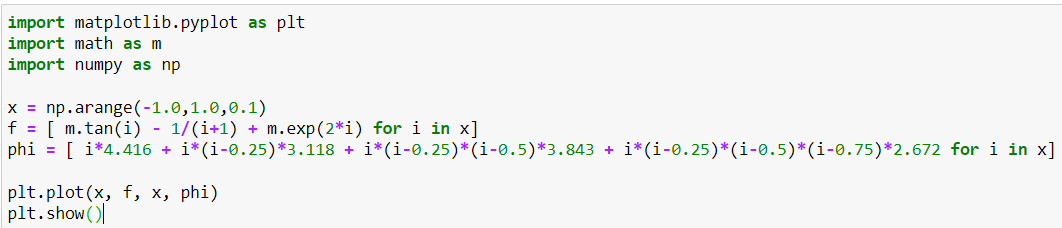 import matplotlib.pyplot as plt
import math as m
import numpy as np
x = np.arange(-1.0,1.0,0.1)
f = [ m.tan(i) - 1/(i+1) + m.exp(2*i) for i in x]
phi = [ i*4.416 + i*(i-0.25)*3.118 + i*(i-0.25)*(i-0.5)*3.843 + i*(i-0.25)*(i-0.5)*(i-0.75)*2.672 for i in x]
plt.plot(x, f, x, phi)
plt.show()